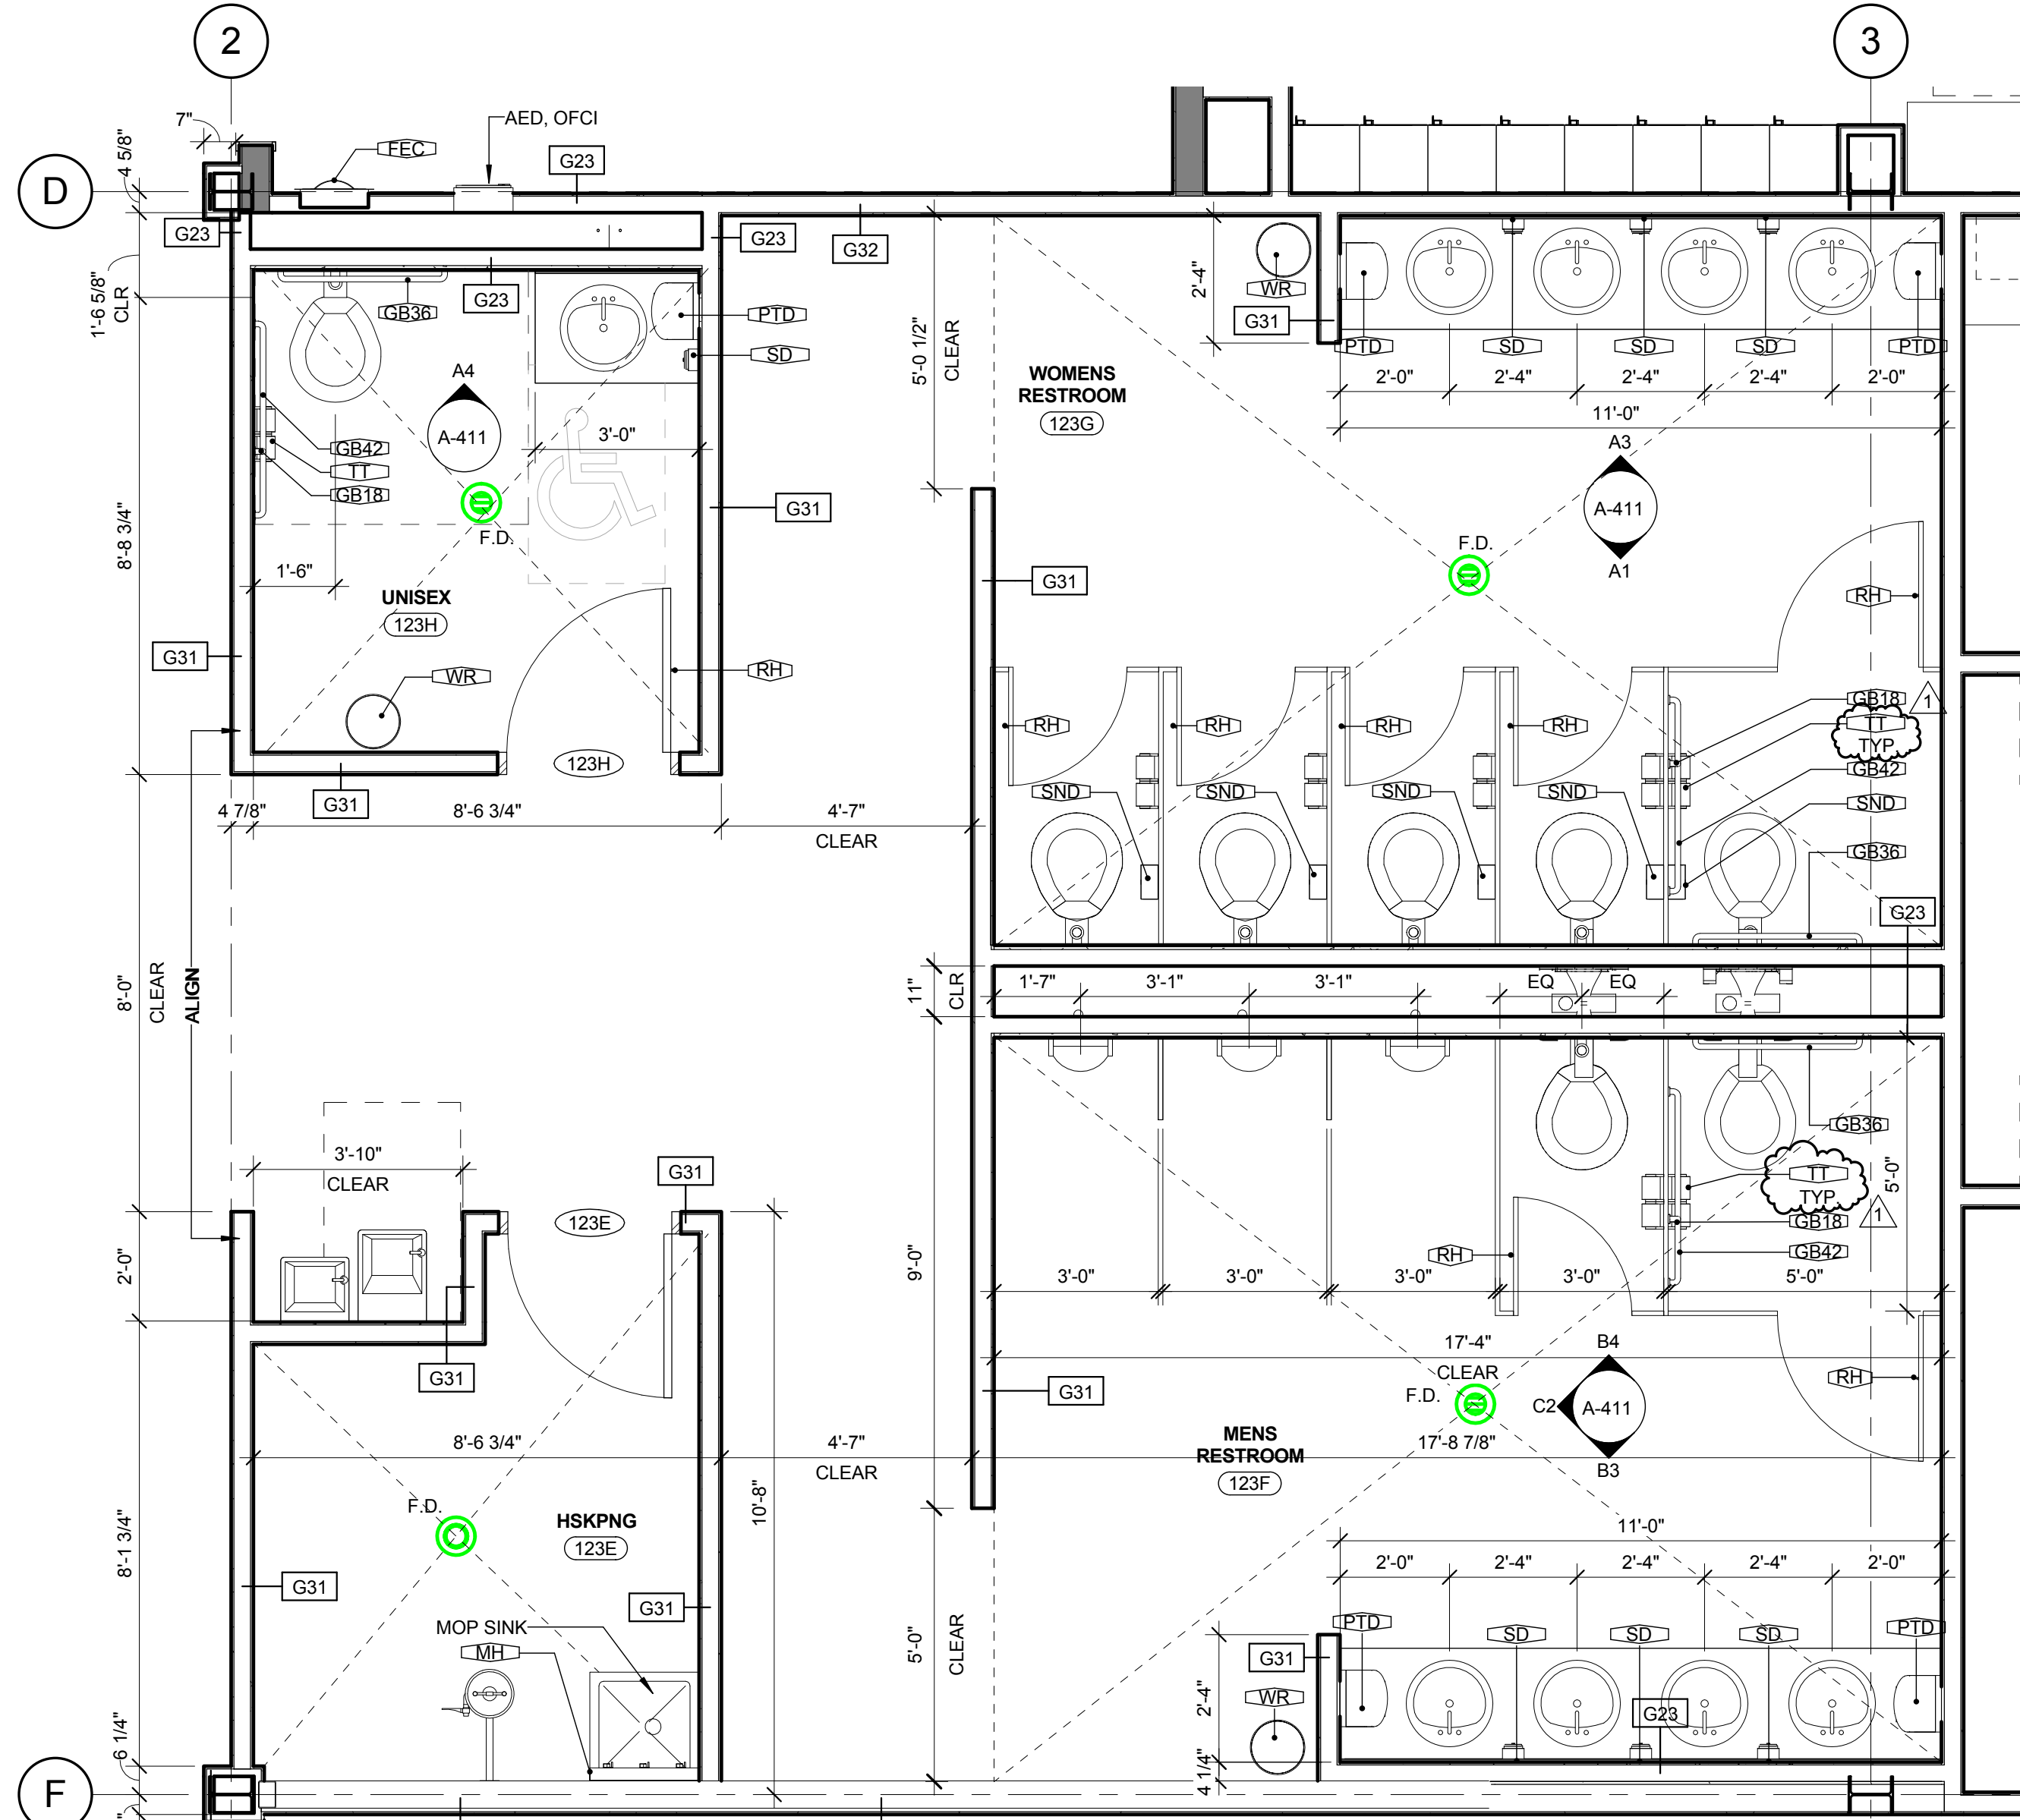 2
3
7"
4 5/8"
AED, OFCI
FEC
G23
D
G23
G23
G32
1'-6 5/8"
CLR
GB36
G23
PTD
SD
2'-4"
WR
G31
PTD
SD
SD
SD
PTD
5'-0 1/2"
CLEAR
WOMENS
RESTROOM
123G
2'-0"
2'-4"
2'-4"
2'-4"
2'-0"
11'-0"
A4
A-411
3'-0"
GB42
TT
GB18
A3
A-411
A1
8'-8 3/4"
F.D.
G31
F.D.
1'-6"
G31
UNISEX
123H
RH
G31
WR
RH
GB18
1
TT
TYP.
GB42
SND
GB36
RH
RH
RH
RH
123H
G31
SND
SND
SND
SND
4 7/8"
8'-6 3/4"
4'-7"
CLEAR
G23
8'-0"
CLEAR
ALIGN
11"
CLR
1'-7"
3'-1"
3'-1"
EQ
EQ
3'-10"
CLEAR
G31
123E
GB36
TT
TYP.
GB18
1
GB42
5'-0"
2'-0"
9'-0"
RH
3'-0"
3'-0"
3'-0"
3'-0"
5'-0"
G31
17'-4"
CLEAR
F.D.
G31
B4
C2
A-411
B3
RH
8'-6 3/4"
4'-7"
CLEAR
MENS
RESTROOM
123F
17'-8 7/8"
F.D.
HSKPNG
123E
10'-8"
8'-1 3/4"
11'-0"
2'-0"
2'-4"
2'-4"
2'-4"
2'-0"
G31
G31
MOP SINK
MH
5'-0"
CLEAR
PTD
SD
SD
SD
PTD
G31
WR
G23
2'-4"
4 1/4"
6 1/4"
F
"